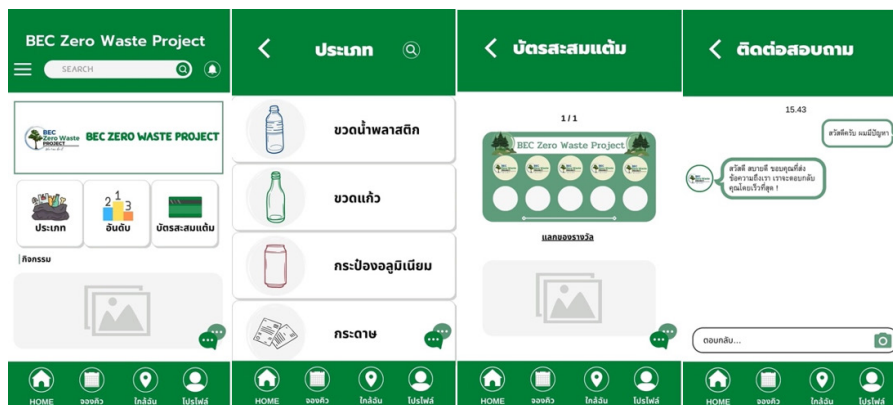 BEC Zero Waste Project
SEARCH
BEC
Zero Waste
PROJECT
BEC ZERO WASTE PROJECT
ประเภท
1
2 3
อันดับ
บัตรสะสมแต้ม
กิจกรรม
HOME
จองคิว
ใกล้ฉัน
โปรไฟล์
ประเภท
ขวดน้ำพลาสติก
ขวดแก้ว
กระป๋องอลูมิเนียม
กระดาษ
HOME
จองคิว
ใกล้ฉัน
โปรไฟล์
บัตรสะสมแต้ม
1 / 1
BEC Zero Waste Project
แลกของรางวัล
HOME
จองคิว
ใกล้ฉัน
โปรไฟล์
ติดต่อสอบถาม
15.43
สวัสดีครับ ผมมีปัญหา
สวัสดี สบายดี ขอบคุณที่ส่ง
ข้อความถึงเรา เราจะตอบกลับ
คุณโดยเร็วที่สุด !
ตอบกลับ...
HOME
จองคิว
ใกล้ฉัน
โปรไฟล์